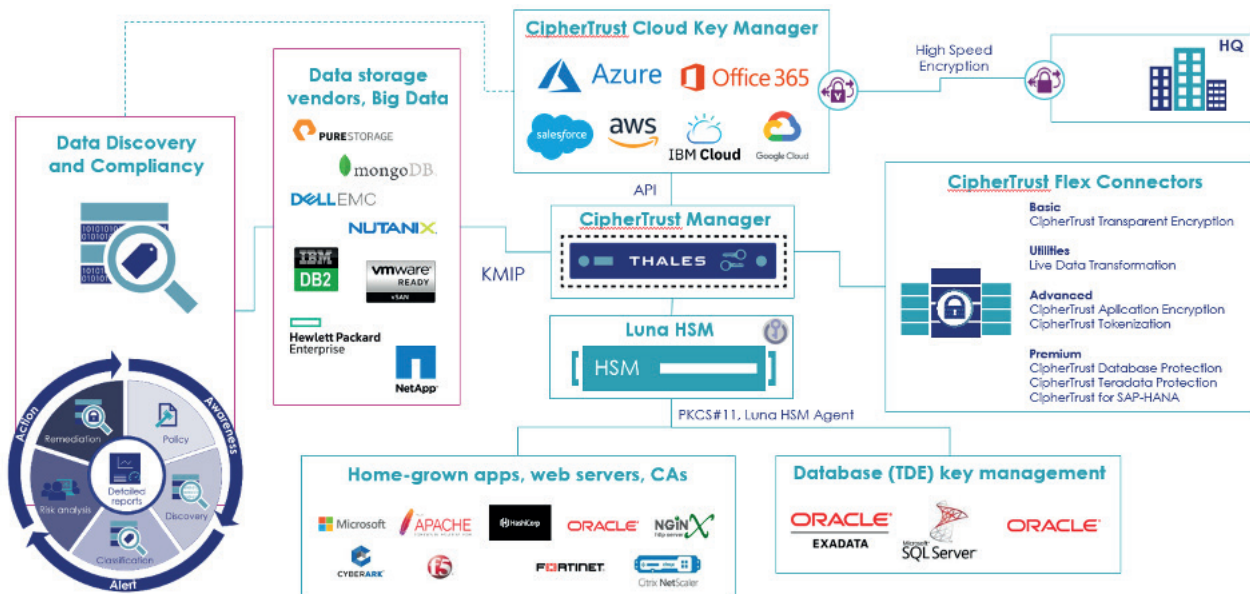 CipherTrust Cloud Key Manager
Azure
Office 365
salesforce
aws
IBM Cloud
Google Cloud
High Speed
Encryption
HQ
Data storage
vendors, Big Data
PURESTORAGE
mongoDB.
DELLEMC
NUTANIX
IBM
DB2
vmware
READY
vSAN
Hewlett Packard
Enterprise
NetApp
Data Discovery
and Compliancy
Action
Awareness
Alert
Remediation
Policy
Risk analysis
Detailed
reports
Discovery
Classification
API
KMIP
CipherTrust Manager
THALES
Luna HSM
HSM
PKCS#11, Luna HSM Agent
CipherTrust Flex Connectors
Basic
CipherTrust Transparent Encryption
Utilities
Live Data Transformation
Advanced
CipherTrust Aplication Encryption
CipherTrust Tokenization
Premium
CipherTrust Database Protection
CipherTrust Teradata Protection
CipherTrust for SAP-HANA
Home-grown apps, web servers, CAs
Microsoft
APACHE
HashiCorp
ORACLE
NGiNX
CYBERARK
f5
FORTINET
Citrix NetScaler
Database (TDE) key management
ORACLE
EXADATA
Microsoft
SQL Server
ORACLE